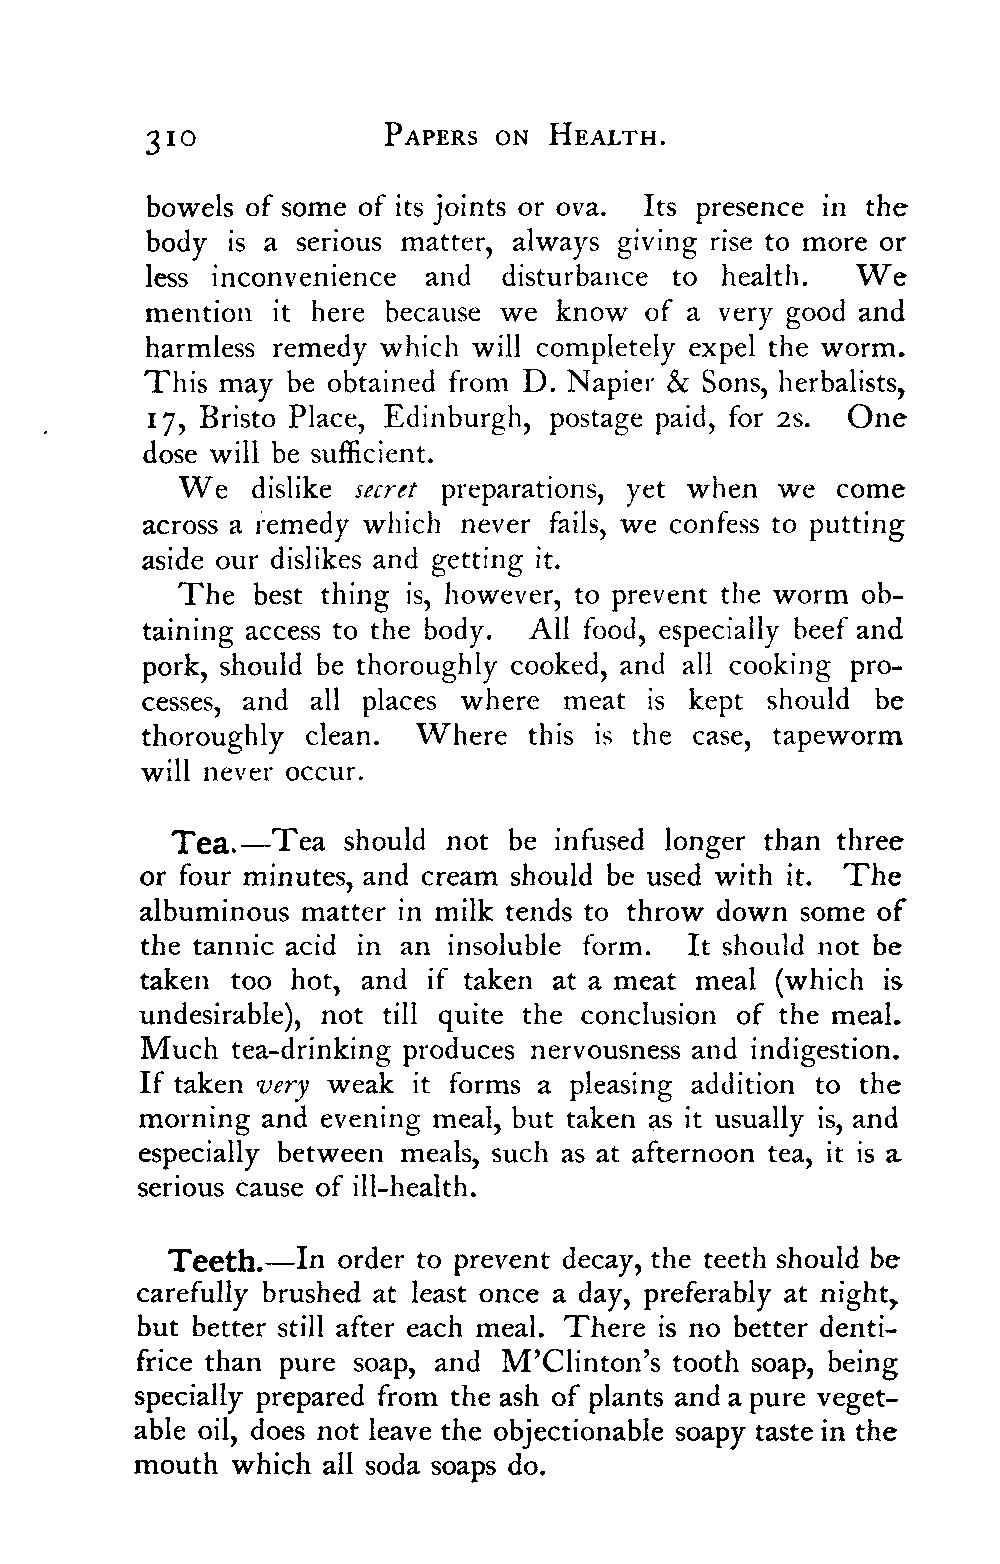 310 PAPERS ON HEALTH.
bowels of some of its joints or ova. Its presence in the
body is a serious matter, always giving rise to more or
less inconvenience and disturbance to health. We
mention it here because we know of a very good and
harmless remedy which will completely expel the worm.
This may be obtained from D. Napier & Sons, herbalists,
17, Bristo Place, Edinburgh, postage paid, for 2s. One
dose will be sufficient.
We dislike secret preparations, yet when we come
across a remedy which never fails, we confess to putting
aside our dislikes and getting it.
The best thing is, however, to prevent the worm ob-
taining access to the body. All food, especially beef and
pork, should be thoroughly cooked, and all cooking pro-
cesses, and all places where meat is kept should be
thoroughly clean. Where this is the case, tapeworm
will never occur.
Tea.—Tea should not be infused longer than three
or four minutes, and cream should be used with it. The
albuminous matter in milk tends to throw down some of
the tannic acid in an insoluble form. It should not be
taken too hot, and if taken at a meat meal (which is
undesirable), not till quite the conclusion of the meal.
Much tea-drinking produces nervousness and indigestion.
If taken very weak it forms a pleasing addition to the
morning and evening meal, but taken as it usually is, and
especially between meals, such as at afternoon tea, it is a
serious cause of ill-health.
Teeth.—In order to prevent decay, the teeth should be
carefully brushed at least once a day, preferably at night,
but better still after each meal. There is no better denti-
frice than pure soap, and M'Clinton's tooth soap, being
specially prepared from the ash of plants and a pure veget-
able oil, does not leave the objectionable soapy taste in the
mouth which all soda soaps do.